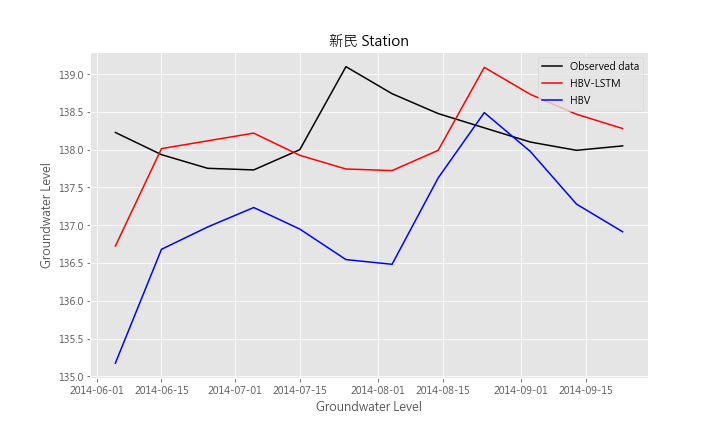 新民 Station
Observed data
HBV-LSTM
HBV
Groundwater Level
139.0
138.5
138.0
137.5
137.0
136.5
136.0
135.5
135.0
2014-06-01 2014-06-15 2014-07-01 2014-07-15 2014-08-01 2014-08-15 2014-09-01 2014-09-15
Groundwater Level